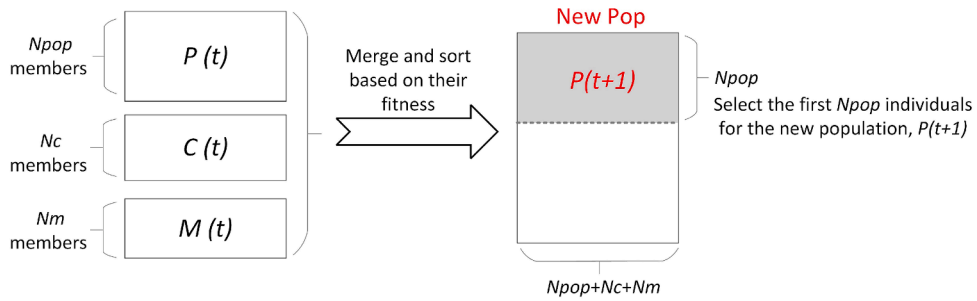 Npop
members
P (t)
Nc
members
C (t)
Nm
members
M (t)
Merge and sort
based on their
fitness
New Pop
P(t+1)
Npop
Select the first Npop individuals
for the new population, P(t+1)
Npop+Nc+Nm